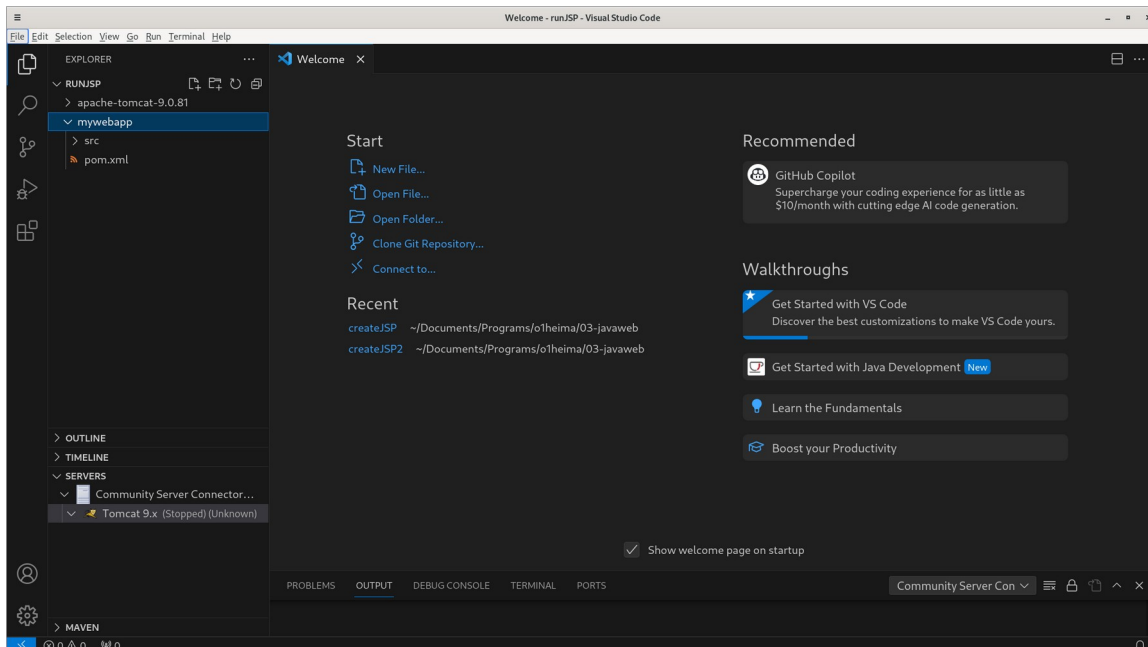 Welcome - runJSP - Visual Studio Code
File Edit Selection View Go Run Terminal Help
EXPLORER
RUNJSP
apache-tomcat-9.0.81
mywebapp
src
pom.xml
OUTLINE
TIMELINE
SERVERS
Community Server Connector...
Tomcat 9.x (Stopped) (Unknown)
MAVEN
Welcome
Start
New File...
Open File...
Open Folder...
Clone Git Repository...
Connect to...
Recent
createJSP ~/Documents/Programs/o1heima/03-javaweb
createJSP2 ~/Documents/Programs/o1heima/03-javaweb
Recommended
GitHub Copilot
Supercharge your coding experience for as little as
$10/month with cutting edge AI code generation.
Walkthroughs
Get Started with VS Code
Discover the best customizations to make VS Code yours.
Get Started with Java Development New
Learn the Fundamentals
Boost your Productivity
Show welcome page on startup
PROBLEMS OUTPUT DEBUG CONSOLE TERMINAL PORTS
Community Server Con
0 0 0